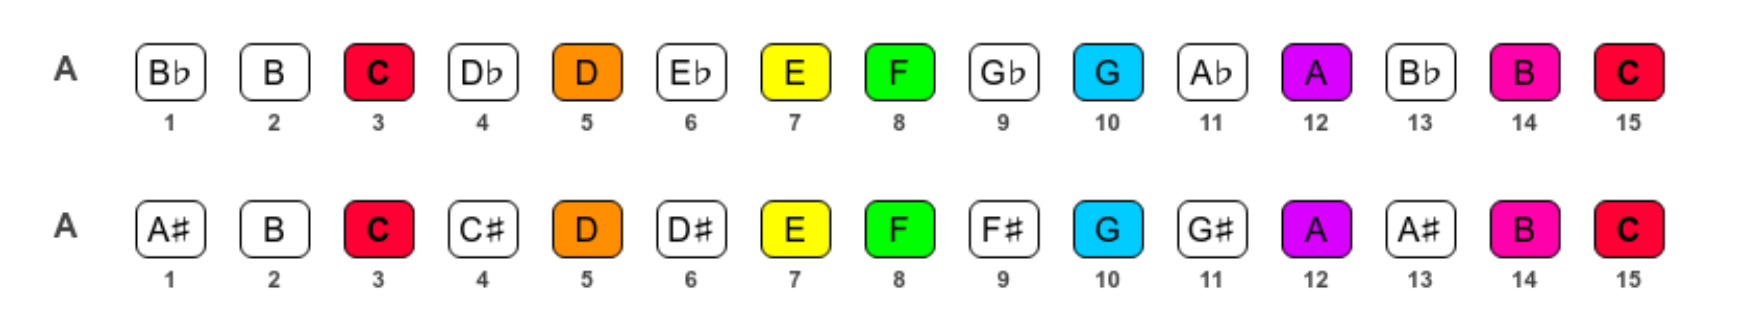 A B♭ B C D♭ D E♭ E F G♭ G A♭ A B♭ B C
1 2 3 4 5 6 7 8 9 10 11 12 13 14 15
A A♯ B C C♯ D D♯ E F F♯ G G♯ A A♯ B C
1 2 3 4 5 6 7 8 9 10 11 12 13 14 15